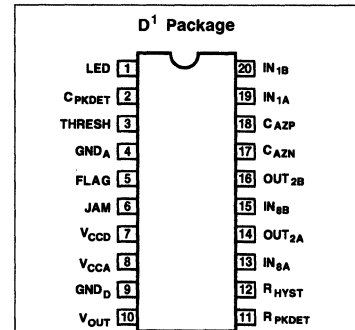 D¹ Package
LED 1 20 IN1B
CPKDET 2 19 IN1A
THRESH 3 18 CAZP
GNDA 4 17 CAZN
FLAG 5 16 OUT2B
JAM 6 15 IN8B
VCCD 7 14 OUT2A
VCCA 8 13 IN8A
GNDD 9 12 RHYST
VOUT 10 11 RPKDET